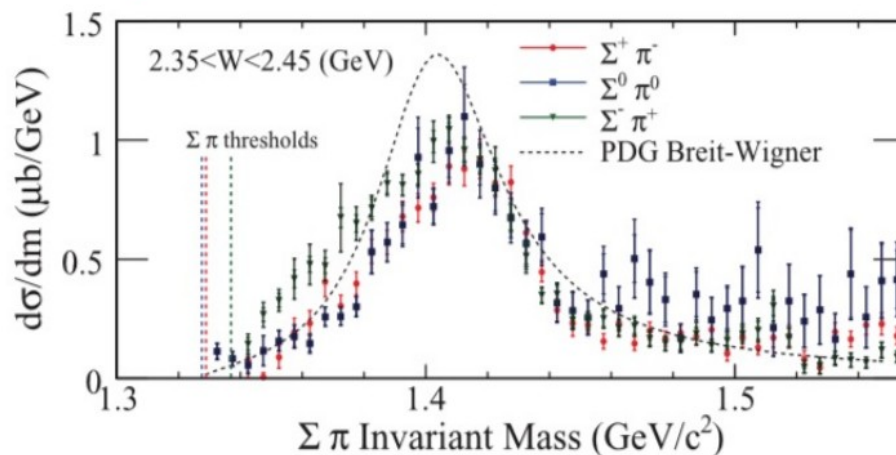 1.5
2.35<W<2.45 (GeV)
Σ⁺ π⁻
Σ⁰ π⁰
Σ⁻ π⁺
PDG Breit-Wigner
Σ π thresholds
1
0.5
0
dσ/dm (μb/GeV)
1.3 1.4 1.5
Σ π Invariant Mass (GeV/c²)